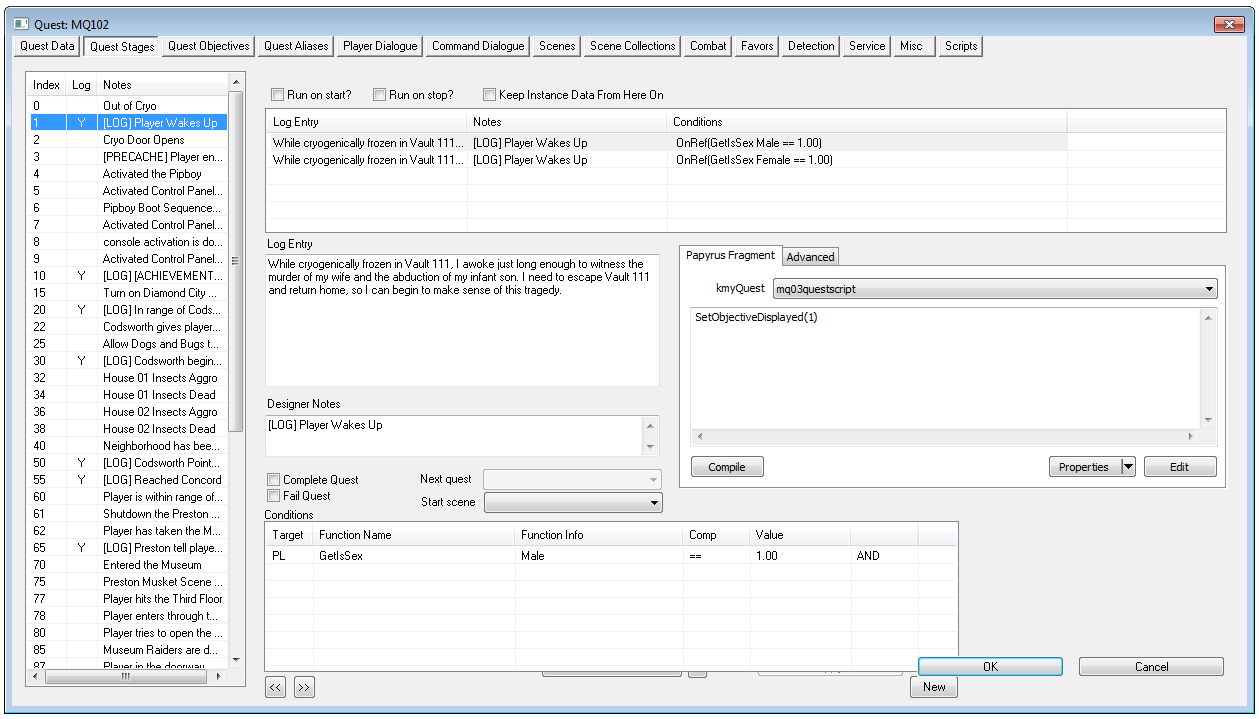 Quest: MQ102
Quest Data Quest Stages Quest Objectives Quest Aliases Player Dialogue Command Dialogue Scenes Scene Collections Combat Favors Detection Service Misc Scripts
Index Log Notes
0 Out of Cryo
1 Y [LOG] Player Wakes Up
2 Cryo Door Opens
3 [PRECACHE] Player en...
4 Activated the Pipboy
5 Activated Control Panel...
6 Pipboy Boot Sequence...
7 Activated Control Panel...
8 console activation is do...
9 Activated Control Panel...
10 Y [LOG] [ACHIEVEMENT...
15 Turn on Diamond City ...
20 Y [LOG] In range of Cods...
22 Codsworth gives player...
25 Allow Dogs and Bugs t...
30 Y [LOG] Codsworth begin...
32 House 01 Insects Aggro
34 House 01 Insects Dead
36 House 02 Insects Aggro
38 House 02 Insects Dead
40 Neighborhood has bee...
50 Y [LOG] Codsworth Point...
55 Y [LOG] Reached Concord
60 Player is within range of...
61 Shutdown the Preston ...
62 Player has taken the M...
65 Y [LOG] Preston tell playe...
70 Entered the Museum
75 Preston Musket Scene ...
77 Player hits the Third Floor
78 Player enters through t...
80 Player tries to open the ...
85 Museum Raiders are d...
87 Player in the doorway
Run on start? Run on stop? Keep Instance Data From Here On
Log Entry Notes Conditions
While cryogenically frozen in Vault 111... [LOG] Player Wakes Up OnRef(GetIsSex Male == 1.00)
While cryogenically frozen in Vault 111... [LOG] Player Wakes Up OnRef(GetIsSex Female == 1.00)
Log Entry
While cryogenically frozen in Vault 111, I awoke just long enough to witness the
murder of my wife and the abduction of my infant son. I need to escape Vault 111
and return home, so I can begin to make sense of this tragedy.
Papyrus Fragment Advanced
kmyQuest mq03questscript
SetObjectiveDisplayed(1)
Compile Properties Edit
Designer Notes
[LOG] Player Wakes Up
Complete Quest Next quest
Fail Quest Start scene
Conditions
Target Function Name Function Info Comp Value
PL GetIsSex Male == 1.00 AND
OK Cancel
<< >> New